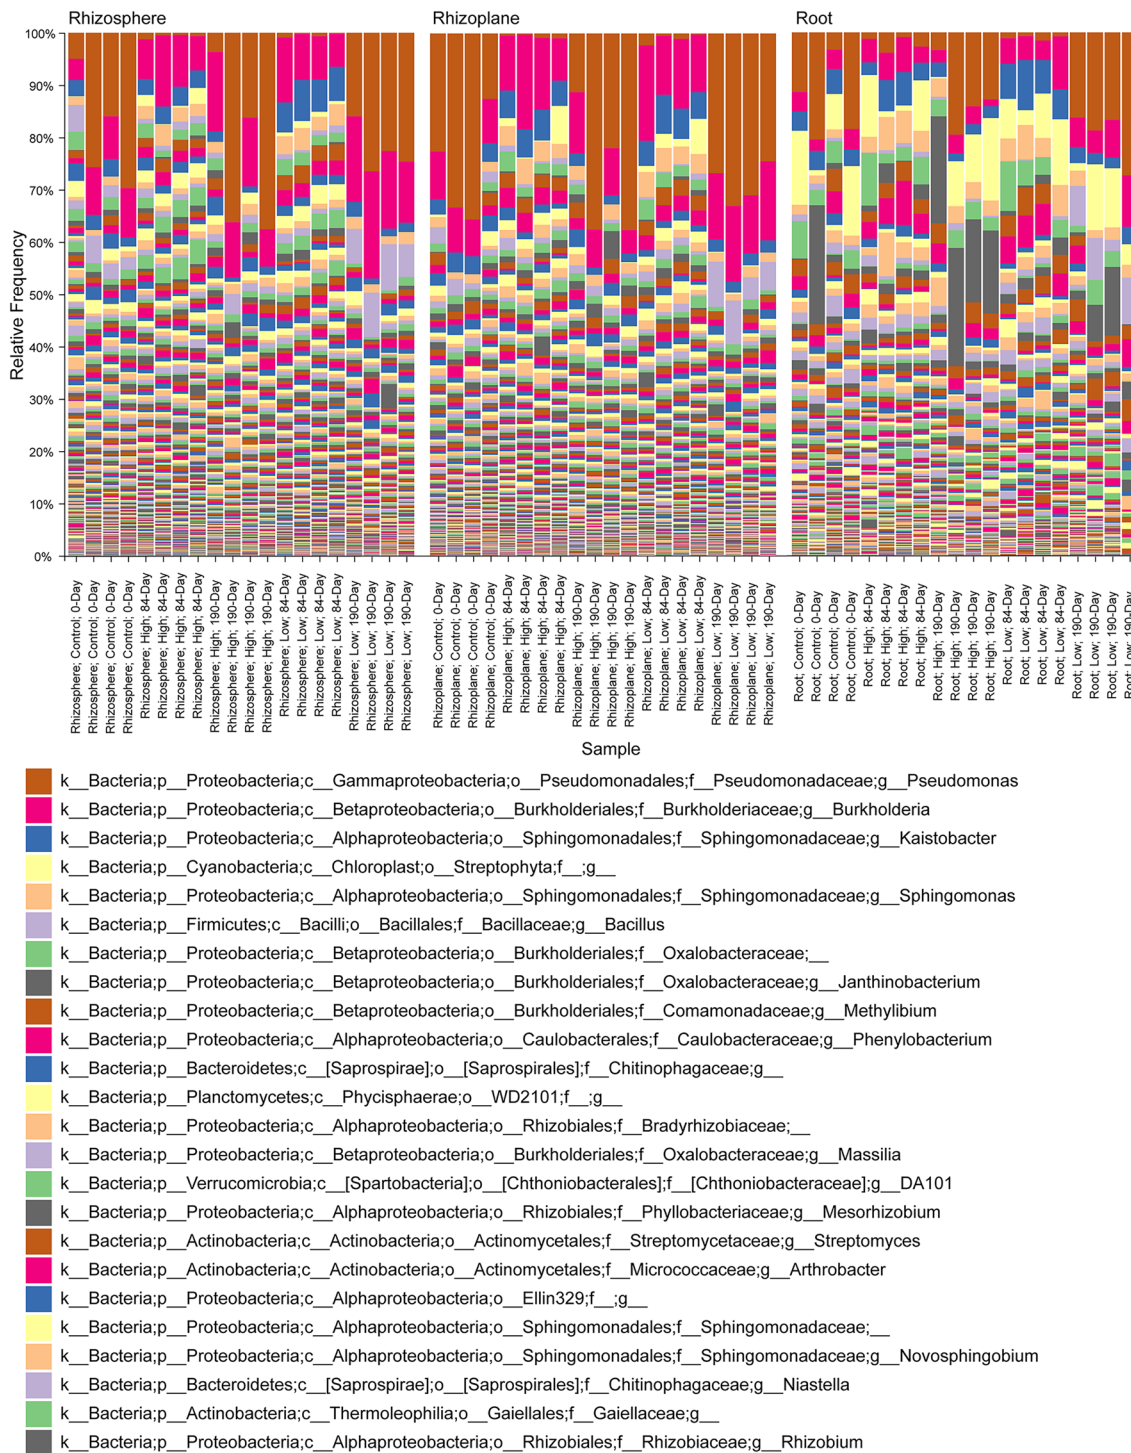 Rhizosphere
Rhizoplane
Root
100%
90%
80%
70%
60%
50%
40%
30%
20%
10%
0%
Relative Frequency
Rhizosphere; Control; 0-Day
Rhizosphere; Control; 0-Day
Rhizosphere; Control; 0-Day
Rhizosphere; Control; 0-Day
Rhizosphere; High; 84-Day
Rhizosphere; High; 84-Day
Rhizosphere; High; 84-Day
Rhizosphere; High; 84-Day
Rhizosphere; High; 190-Day
Rhizosphere; High; 190-Day
Rhizosphere; High; 190-Day
Rhizosphere; High; 190-Day
Rhizosphere; Low; 84-Day
Rhizosphere; Low; 84-Day
Rhizosphere; Low; 84-Day
Rhizosphere; Low; 84-Day
Rhizosphere; Low; 190-Day
Rhizosphere; Low; 190-Day
Rhizosphere; Low; 190-Day
Rhizosphere; Low; 190-Day
Rhizoplane; Control; 0-Day
Rhizoplane; Control; 0-Day
Rhizoplane; Control; 0-Day
Rhizoplane; Control; 0-Day
Rhizoplane; High; 84-Day
Rhizoplane; High; 84-Day
Rhizoplane; High; 84-Day
Rhizoplane; High; 84-Day
Rhizoplane; High; 190-Day
Rhizoplane; High; 190-Day
Rhizoplane; High; 190-Day
Rhizoplane; High; 190-Day
Rhizoplane; Low; 84-Day
Rhizoplane; Low; 84-Day
Rhizoplane; Low; 84-Day
Rhizoplane; Low; 84-Day
Rhizoplane; Low; 190-Day
Rhizoplane; Low; 190-Day
Rhizoplane; Low; 190-Day
Rhizoplane; Low; 190-Day
Root; Control; 0-Day
Root; Control; 0-Day
Root; Control; 0-Day
Root; Control; 0-Day
Root; High; 84-Day
Root; High; 84-Day
Root; High; 84-Day
Root; High; 84-Day
Root; High; 190-Day
Root; High; 190-Day
Root; High; 190-Day
Root; High; 190-Day
Root; Low; 84-Day
Root; Low; 84-Day
Root; Low; 84-Day
Root; Low; 84-Day
Root; Low; 190-Day
Root; Low; 190-Day
Root; Low; 190-Day
Root; Low; 190-Day
Sample
k__Bacteria;p__Proteobacteria;c__Gammaproteobacteria;o__Pseudomonadales;f__Pseudomonadaceae;g__Pseudomonas
k__Bacteria;p__Proteobacteria;c__Betaproteobacteria;o__Burkholderiales;f__Burkholderiaceae;g__Burkholderia
k__Bacteria;p__Proteobacteria;c__Alphaproteobacteria;o__Sphingomonadales;f__Sphingomonadaceae;g__Kaistobacter
k__Bacteria;p__Cyanobacteria;c__Chloroplast;o__Streptophyta;f__;g__
k__Bacteria;p__Proteobacteria;c__Alphaproteobacteria;o__Sphingomonadales;f__Sphingomonadaceae;g__Sphingomonas
k__Bacteria;p__Firmicutes;c__Bacilli;o__Bacillales;f__Bacillaceae;g__Bacillus
k__Bacteria;p__Proteobacteria;c__Betaproteobacteria;o__Burkholderiales;f__Oxalobacteraceae;__
k__Bacteria;p__Proteobacteria;c__Betaproteobacteria;o__Burkholderiales;f__Oxalobacteraceae;g__Janthinobacterium
k__Bacteria;p__Proteobacteria;c__Betaproteobacteria;o__Burkholderiales;f__Comamonadaceae;g__Methylibium
k__Bacteria;p__Proteobacteria;c__Alphaproteobacteria;o__Caulobacterales;f__Caulobacteraceae;g__Phenylobacterium
k__Bacteria;p__Bacteroidetes;c__[Saprospirae];o__[Saprospirales];f__Chitinophagaceae;g__
k__Bacteria;p__Planctomycetes;c__Phycisphaerae;o__WD2101;f__;g__
k__Bacteria;p__Proteobacteria;c__Alphaproteobacteria;o__Rhizobiales;f__Bradyrhizobiaceae;__
k__Bacteria;p__Proteobacteria;c__Betaproteobacteria;o__Burkholderiales;f__Oxalobacteraceae;g__Massilia
k__Bacteria;p__Verrucomicrobia;c__[Spartobacteria];o__[Chthoniobacterales];f__[Chthoniobacteraceae];g__DA101
k__Bacteria;p__Proteobacteria;c__Alphaproteobacteria;o__Rhizobiales;f__Phyllobacteriaceae;g__Mesorhizobium
k__Bacteria;p__Actinobacteria;c__Actinobacteria;o__Actinomycetales;f__Streptomycetaceae;g__Streptomyces
k__Bacteria;p__Actinobacteria;c__Actinobacteria;o__Actinomycetales;f__Micrococcaceae;g__Arthrobacter
k__Bacteria;p__Proteobacteria;c__Alphaproteobacteria;o__Ellin329;f__;g__
k__Bacteria;p__Proteobacteria;c__Alphaproteobacteria;o__Sphingomonadales;f__Sphingomonadaceae;__
k__Bacteria;p__Proteobacteria;c__Alphaproteobacteria;o__Sphingomonadales;f__Sphingomonadaceae;g__Novosphingobium
k__Bacteria;p__Bacteroidetes;c__[Saprospirae];o__[Saprospirales];f__Chitinophagaceae;g__Niastella
k__Bacteria;p__Actinobacteria;c__Thermoleophilia;o__Gaiellales;f__Gaiellaceae;g__
k__Bacteria;p__Proteobacteria;c__Alphaproteobacteria;o__Rhizobiales;f__Rhizobiaceae;g__Rhizobium